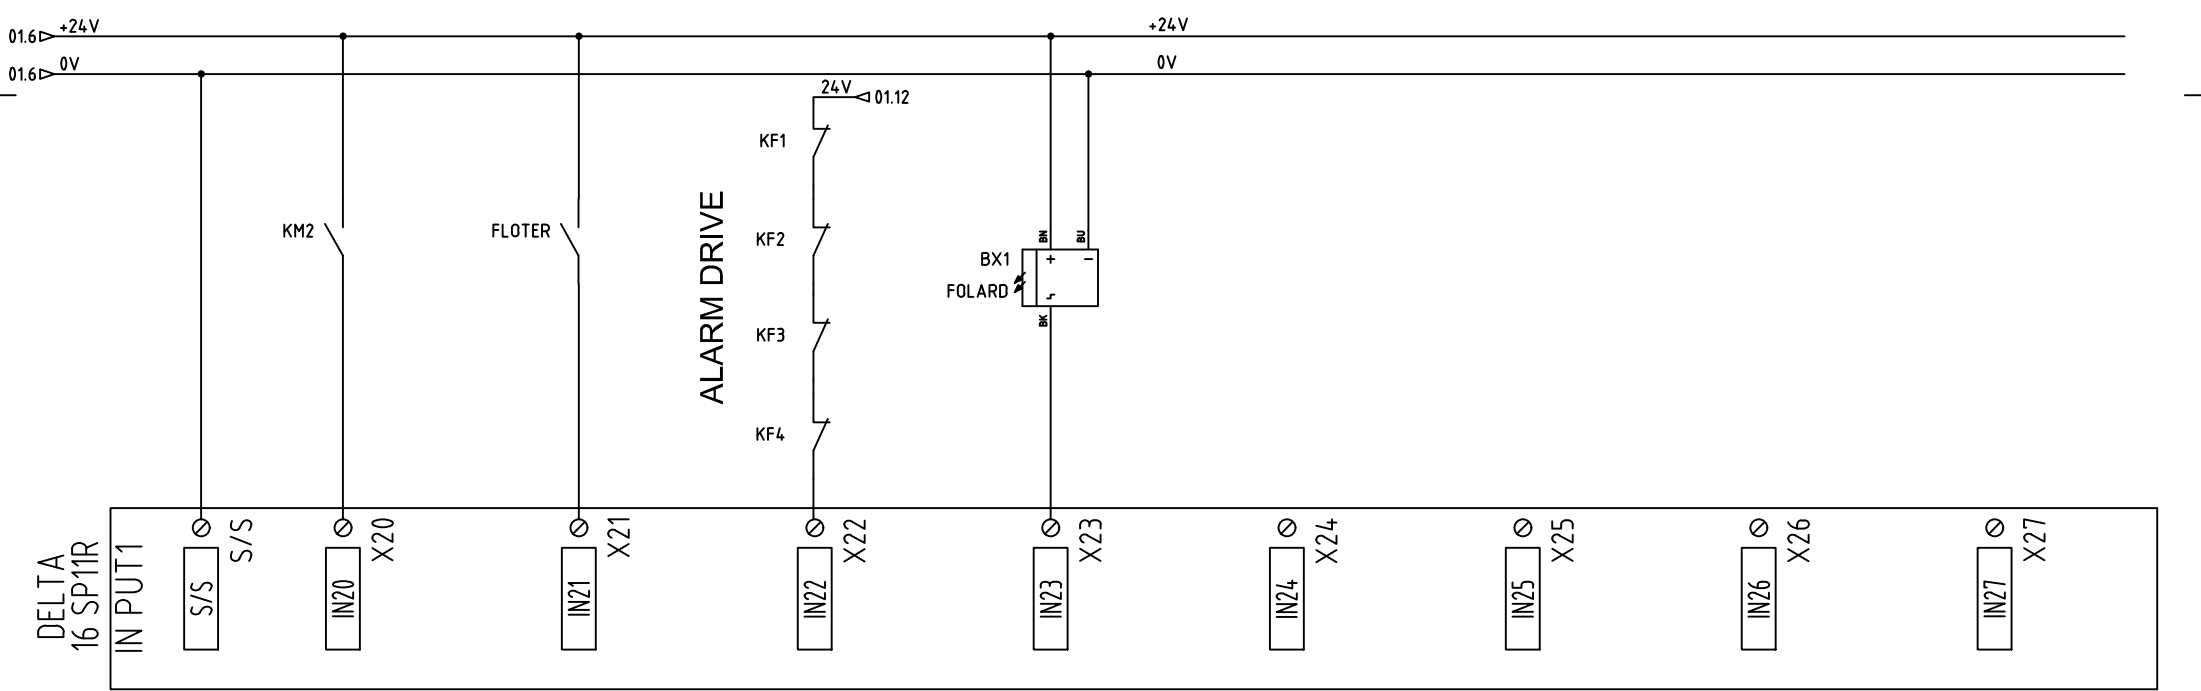 +24V
+24V
01.6
0V
0V
01.6
24V
01.12
KF1
KM2
FLOTER
ALARM DRIVE
KF2
BN
BU
BX1
+
−
FOLARD
BK
KF3
KF4
DELTA
16 SP11R
IN PUT1
S/S
X20
X21
X22
X23
X24
X25
X26
X27
S/S
IN20
IN21
IN22
IN23
IN24
IN25
IN26
IN27